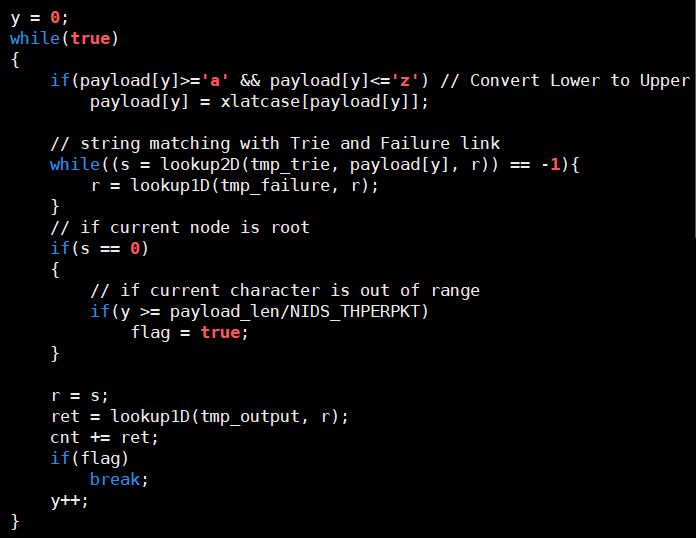 y = 0;
while(true)
{
    if(payload[y]>='a' && payload[y]<='z') // Convert Lower to Upper
        payload[y] = xlatcase[payload[y]];

    // string matching with Trie and Failure link
    while((s = lookup2D(tmp_trie, payload[y], r)) == -1){
        r = lookup1D(tmp_failure, r);
    }
    // if current node is root
    if(s == 0)
    {
        // if current character is out of range
        if(y >= payload_len/NIDS_THPERPKT)
            flag = true;
    }

    r = s;
    ret = lookup1D(tmp_output, r);
    cnt += ret;
    if(flag)
        break;
    y++;
}